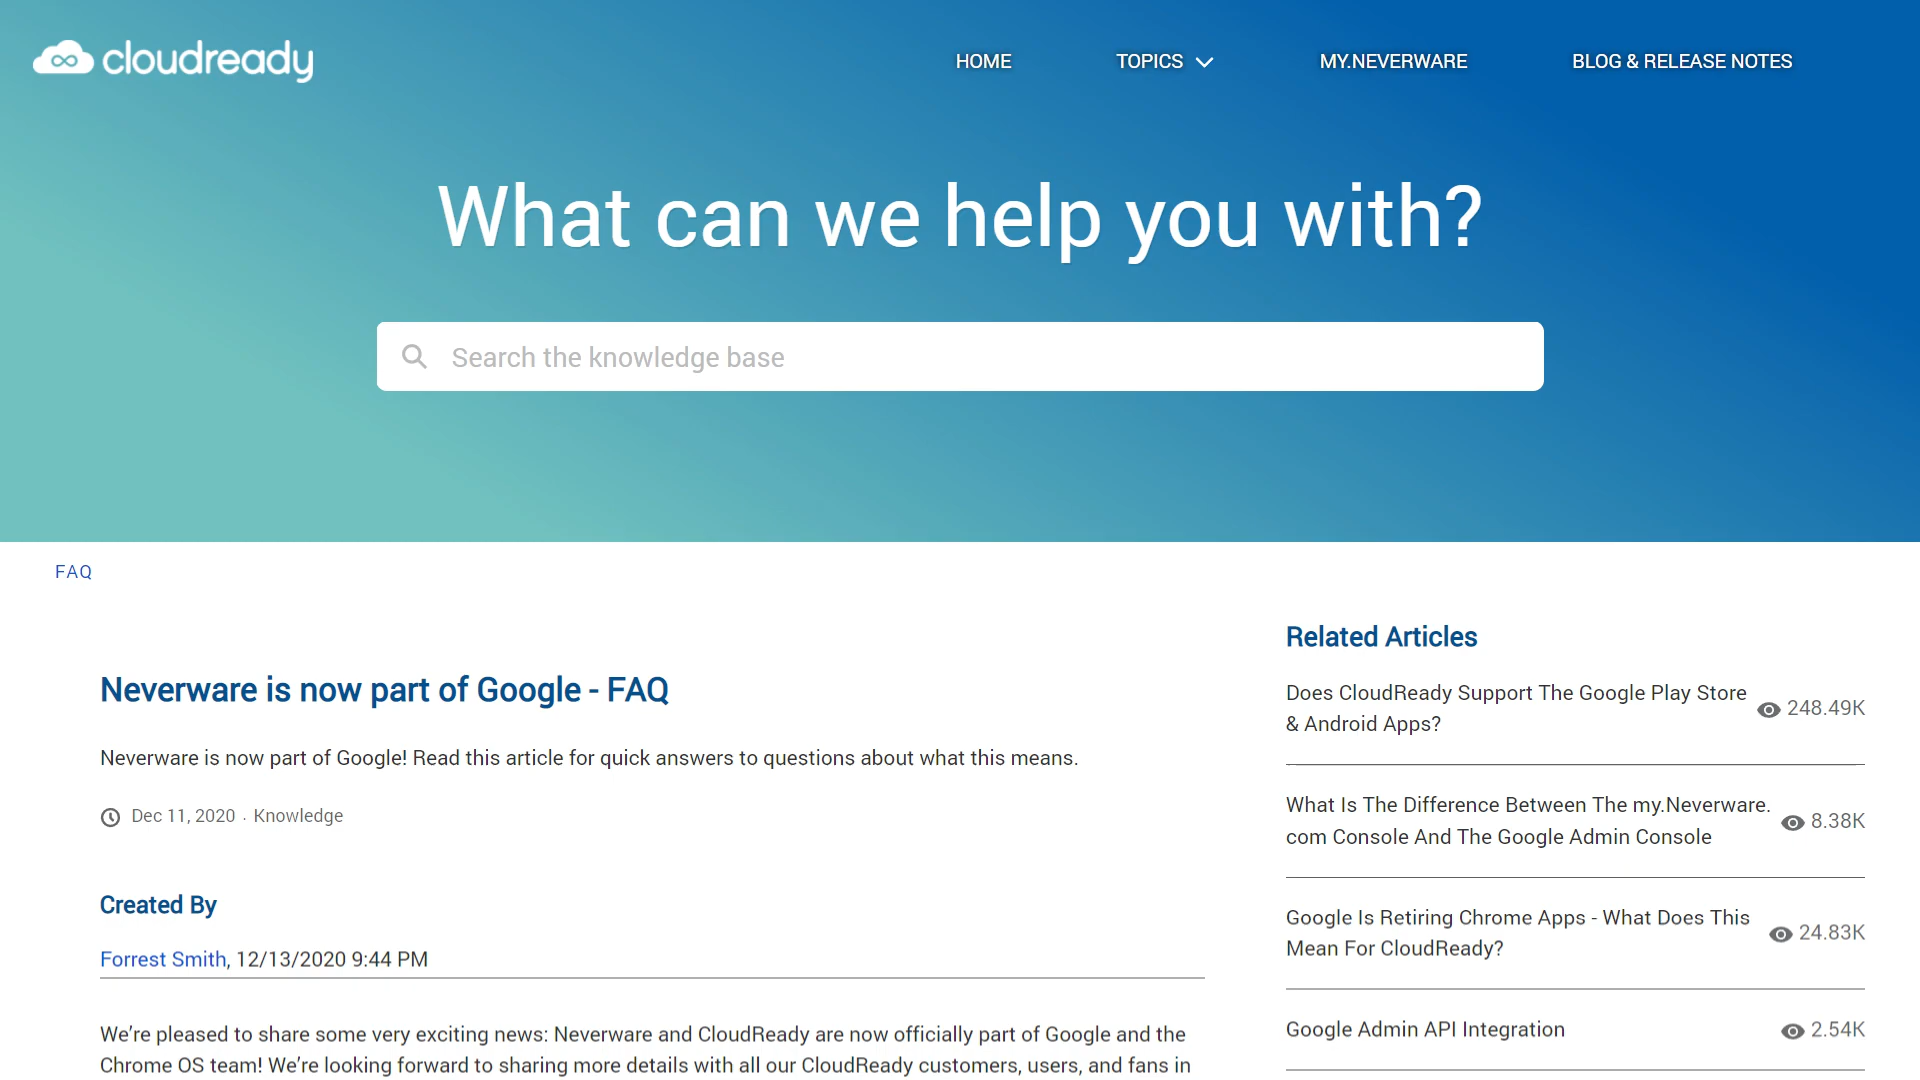 cloudready
HOME
TOPICS
MY.NEVERWARE
BLOG & RELEASE NOTES
What can we help you with?
Search the knowledge base
FAQ
Neverware is now part of Google - FAQ
Neverware is now part of Google! Read this article for quick answers to questions about what this means.
Dec 11, 2020 · Knowledge
Created By
Forrest Smith, 12/13/2020 9:44 PM
We’re pleased to share some very exciting news: Neverware and CloudReady are now officially part of Google and the
Chrome OS team! We’re looking forward to sharing more details with all our CloudReady customers, users, and fans in
Related Articles
Does CloudReady Support The Google Play Store
& Android Apps?
248.49K
What Is The Difference Between The my.Neverware.
com Console And The Google Admin Console
8.38K
Google Is Retiring Chrome Apps - What Does This
Mean For CloudReady?
24.83K
Google Admin API Integration
2.54K